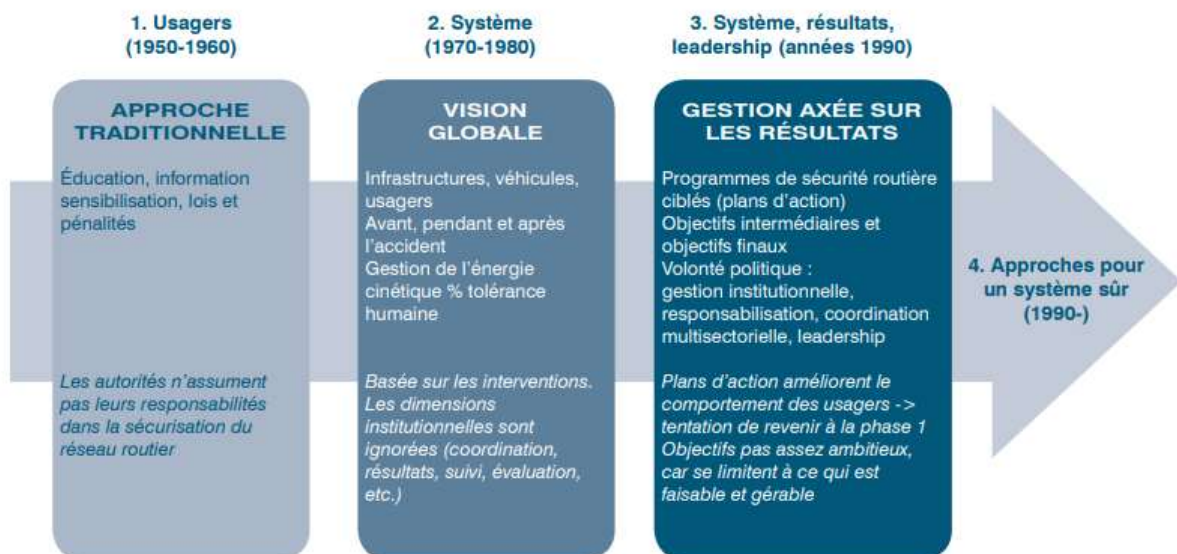 1. Usagers
(1950-1960)
APPROCHE
TRADITIONNELLE
Éducation, information
sensibilisation, lois et
pénalités
Les autorités n'assument
pas leurs responsabilités
dans la sécurisation du
réseau routier
2. Système
(1970-1980)
VISION
GLOBALE
Infrastructures, véhicules,
usagers
Avant, pendant et après
l'accident
Gestion de l'énergie
cinétique % tolérance
humaine
Basée sur les interventions.
Les dimensions
institutionnelles sont
ignorées (coordination,
résultats, suivi, évaluation,
etc.)
3. Système, résultats,
leadership (années 1990)
GESTION AXÉE SUR
LES RÉSULTATS
Programmes de sécurité routière
ciblés (plans d'action)
Objectifs intermédiaires et
objectifs finaux
Volonté politique :
gestion institutionnelle,
responsabilisation, coordination
multisectorielle, leadership
Plans d'action améliorent le
comportement des usagers ->
tentation de revenir à la phase 1
Objectifs pas assez ambitieux,
car se limitent à ce qui est
faisable et gérable
4. Approches pour
un système sûr
(1990-)